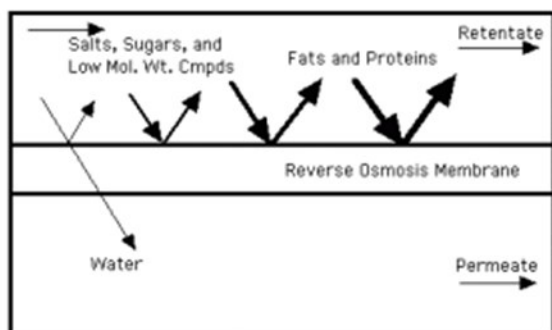 Retentate
Salts, Sugars, and
Low Mol. Wt. Cmpds
Fats and Proteins
Reverse Osmosis Membrane
Water
Permeate